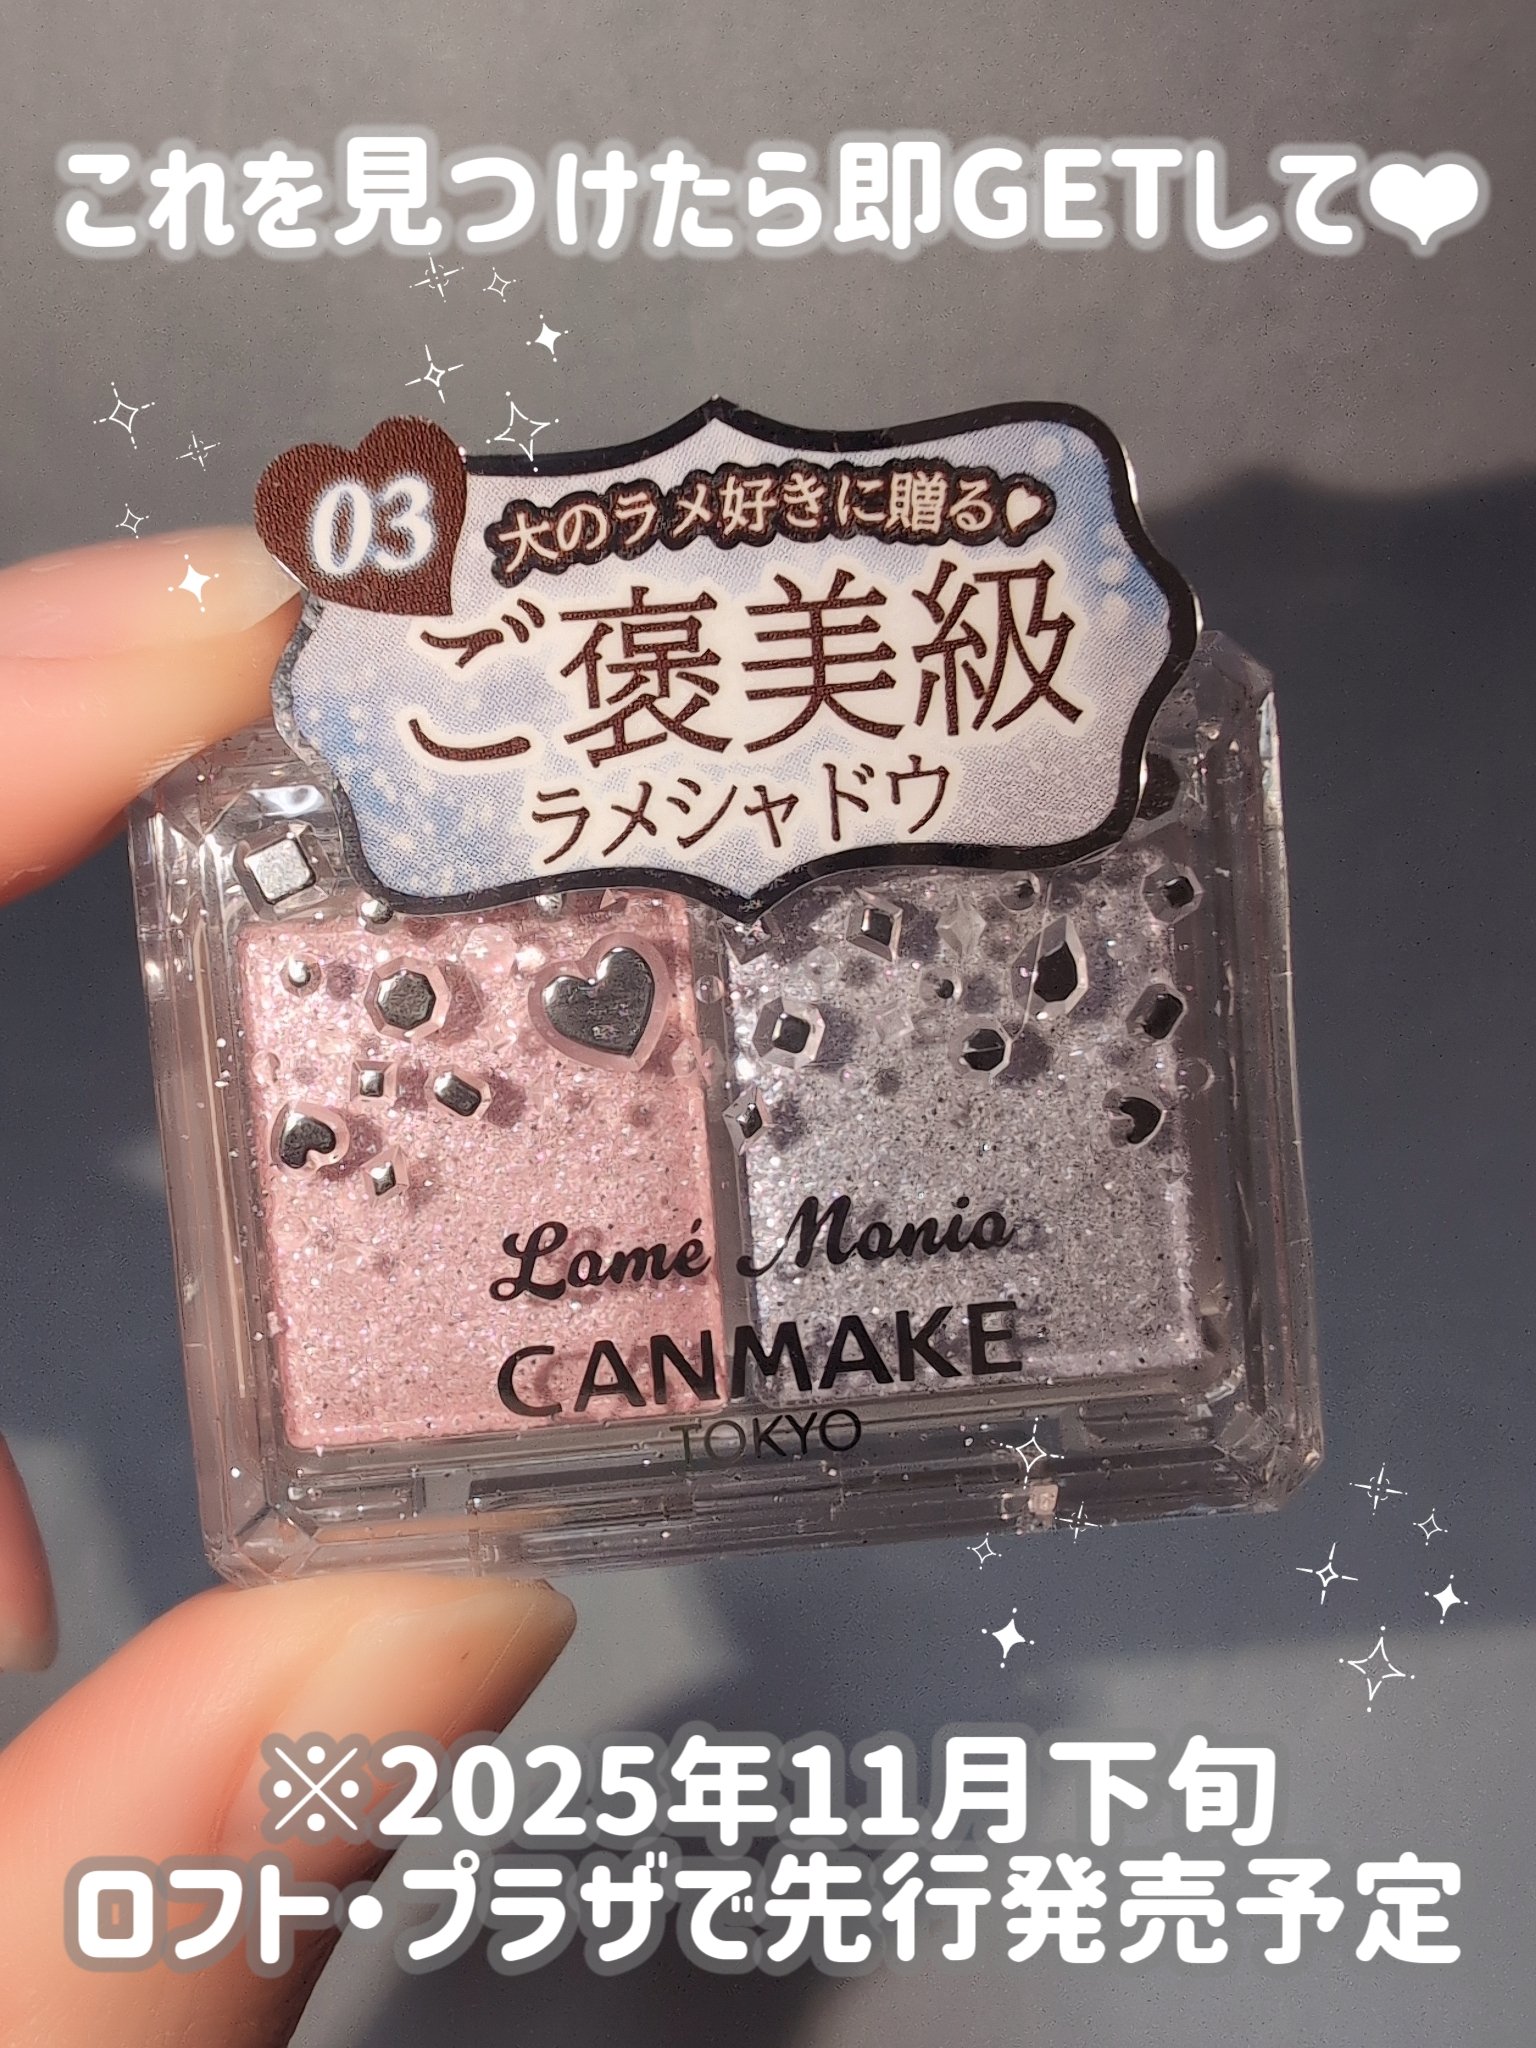 これを見つけたら即GETして❤
03
大のラメ好きに贈る♥
ご褒美級
ラメシャドウ
Lamé Mania
CANMAKE
TOKYO
※2025年11月下旬
ロフト・プラザで先行発売予定